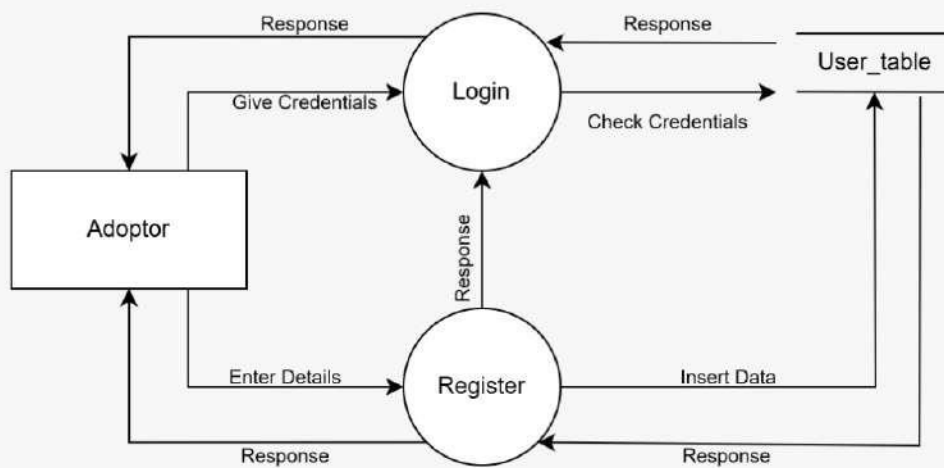 Response
Response
User_table
Login
Give Credentials
Check Credentials
Adoptor
Response
Enter Details
Register
Insert Data
Response
Response